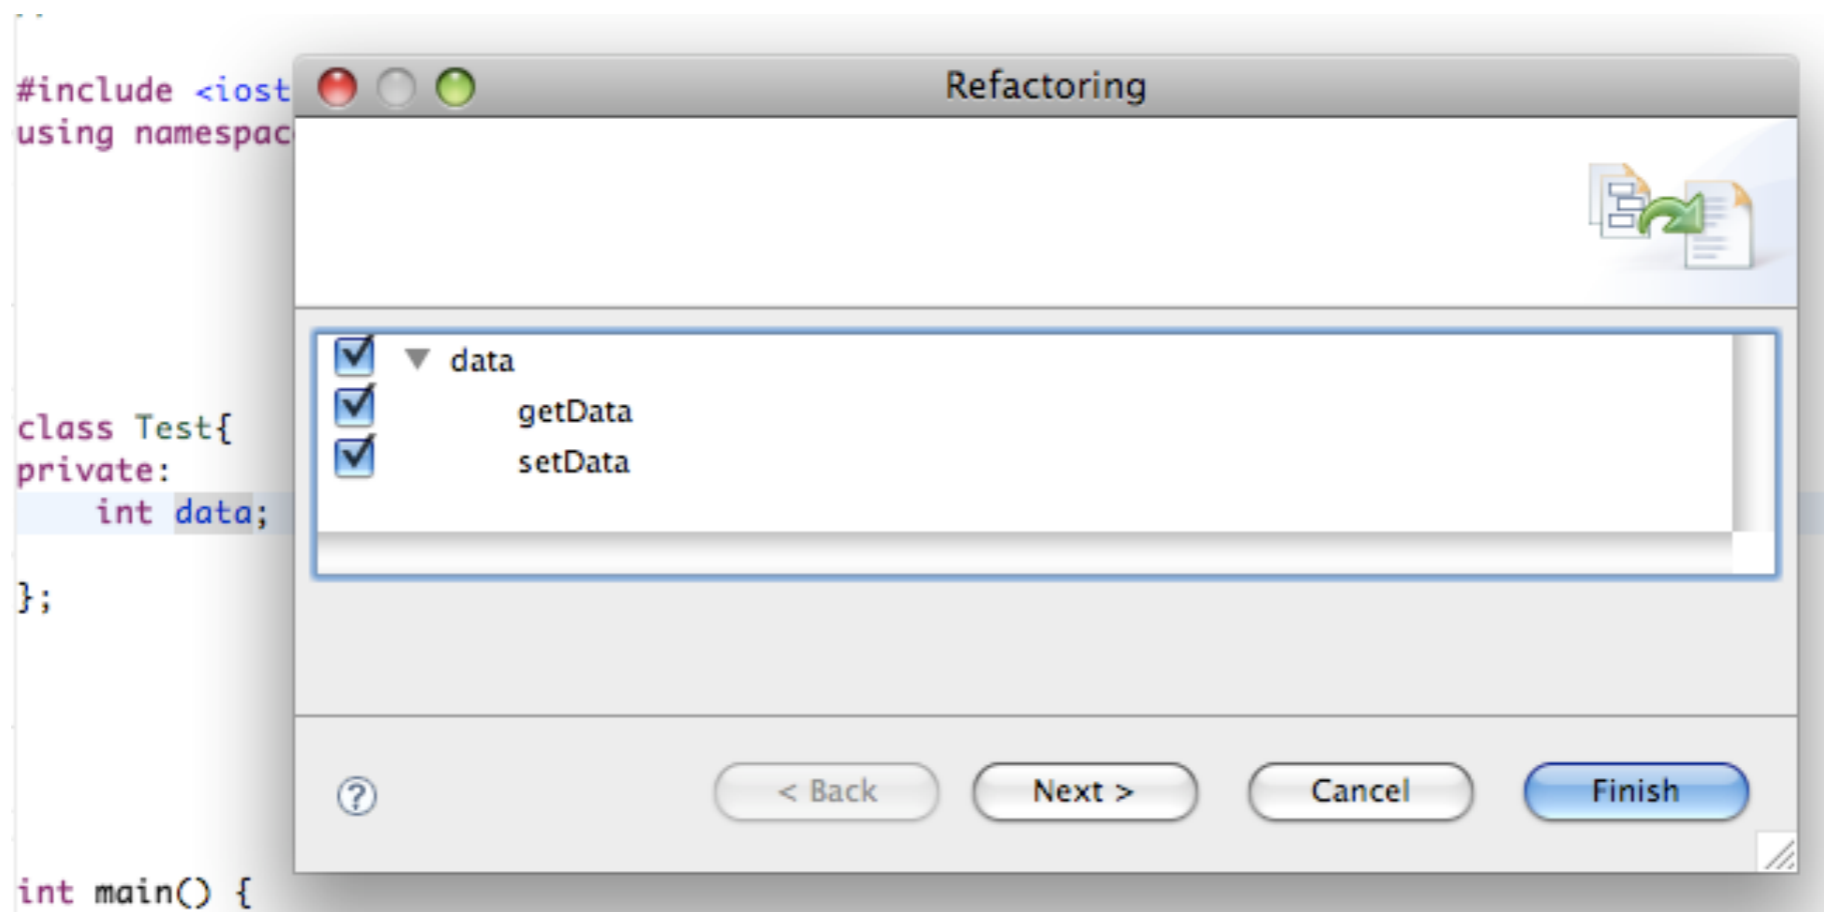 #include <iost
using namespac
class Test{
private:
int data;
};
int main() {
Refactoring
data
getData
setData
?
< Back
Next >
Cancel
Finish